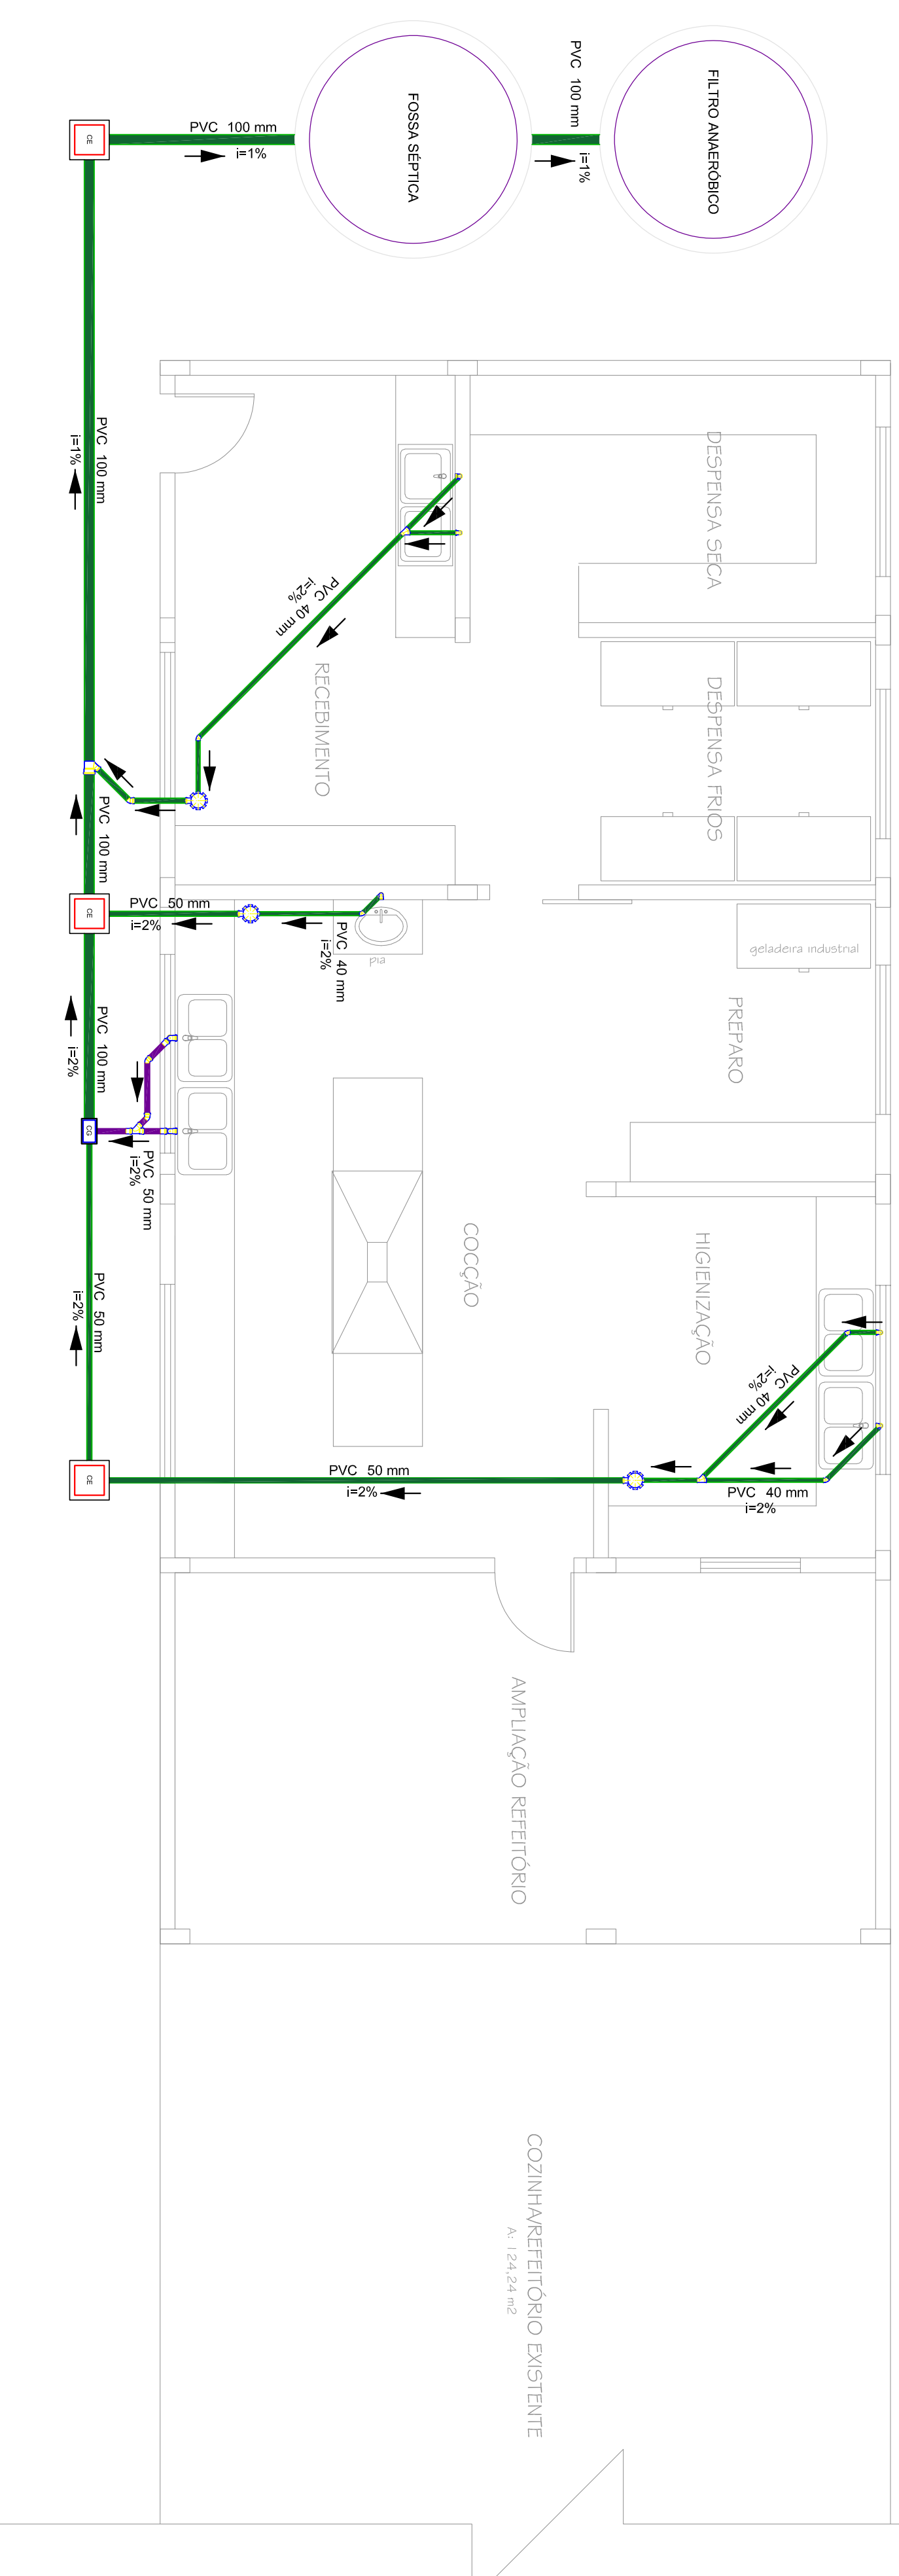 PVC 100 mm
FILTRO ANAERÓBICO
FOSSA SÉPTICA
PVC 100 mm
i=1%
i=1%
CE
PVC 100 mm
i=1%
DESPENSA SECA
PVC 40 mm
i=2%
RECEBIMENTO
DESPENSA FRIOS
PVC 100 mm
CE
PVC 50 mm
i=2%
PVC 40 mm
i=2%
pia
geladeira industrial
PREPARO
PVC 100 mm
i=2%
CG
PVC 50 mm
i=2%
COCÇÃO
HIGIENIZAÇÃO
PVC 50 mm
i=2%
PVC 40 mm
i=2%
CE
PVC 50 mm
i=2%
PVC 40 mm
i=2%
AMPLIAÇÃO REFEITÓRIO
COZINHA/REFEITÓRIO EXISTENTE
A: 124,24 m2